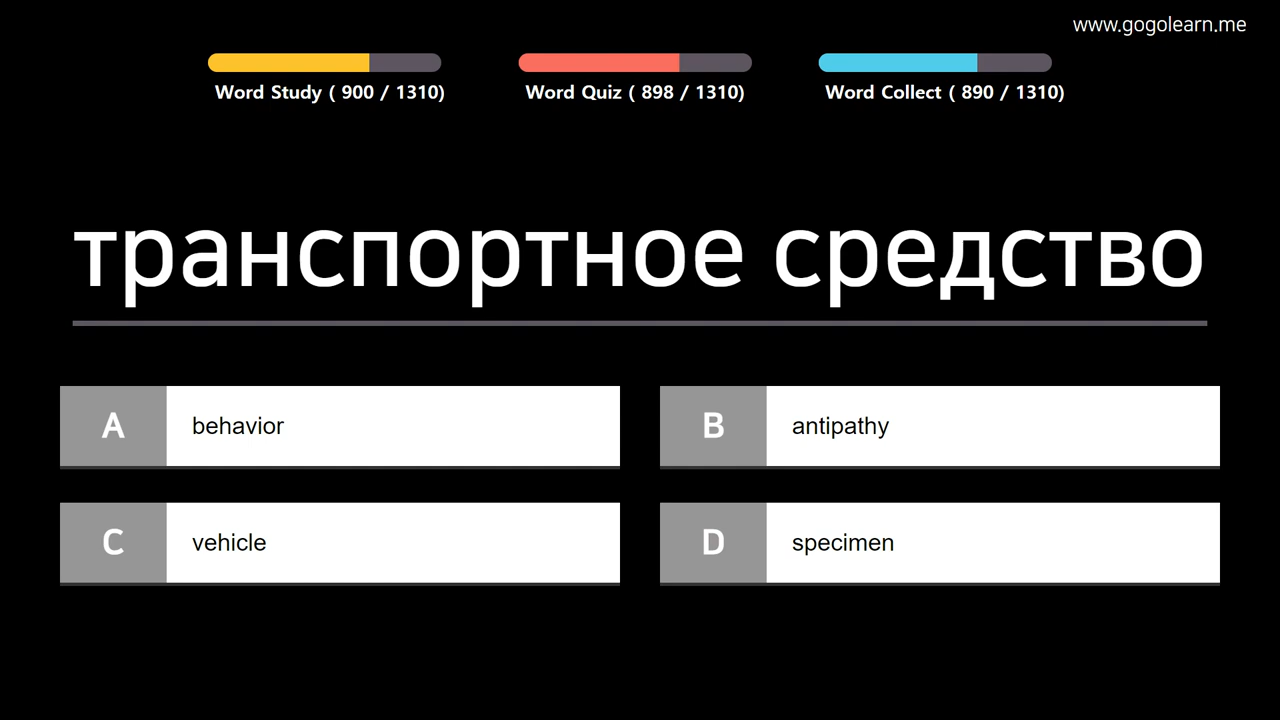 www.gogolearn.me
Word Study ( 900 / 1310)
Word Quiz ( 898 / 1310)
Word Collect ( 890 / 1310)
транспортное средство
A behavior
B antipathy
C vehicle
D specimen